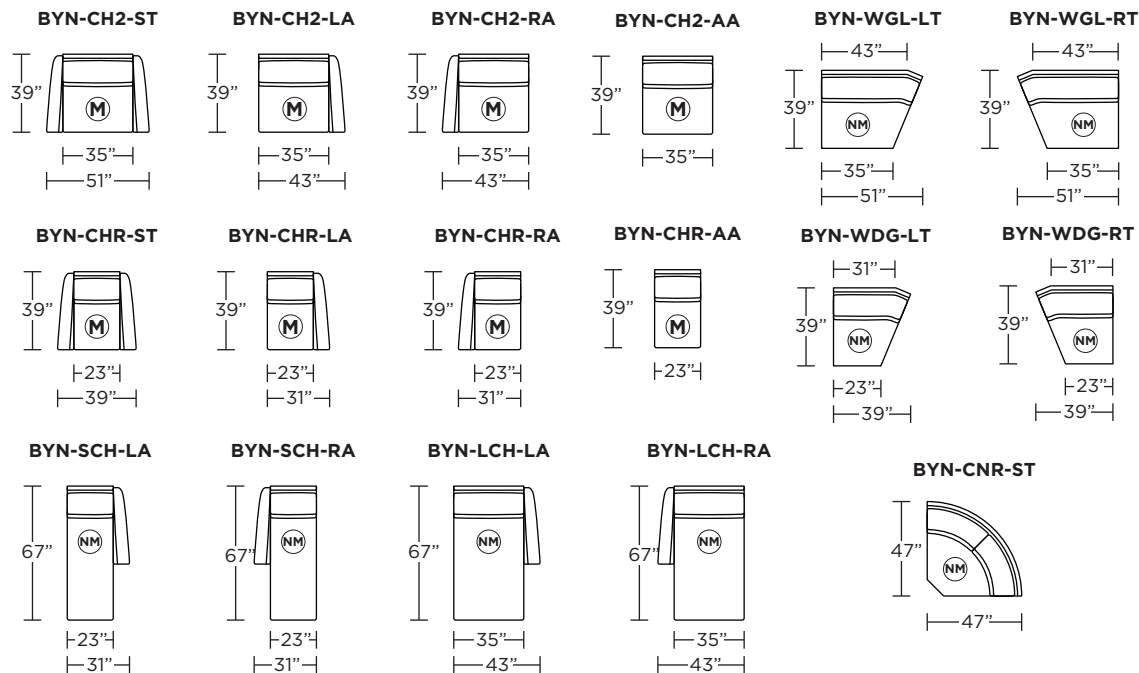 BYN-CH2-ST
39”
M
35”
51”
BYN-CH2-LA
39”
M
35”
43”
BYN-CH2-RA
39”
M
35”
43”
BYN-CH2-AA
39”
M
35”
BYN-WGL-LT
43”
39”
NM
35”
51”
BYN-WGL-RT
43”
39”
NM
35”
51”
BYN-CHR-ST
39”
M
23”
39”
BYN-CHR-LA
39”
M
23”
31”
BYN-CHR-RA
39”
M
23”
31”
BYN-CHR-AA
39”
M
23”
BYN-WDG-LT
31”
39”
NM
23”
39”
BYN-WDG-RT
31”
39”
NM
23”
39”
BYN-SCH-LA
67”
NM
23”
31”
BYN-SCH-RA
67”
NM
23”
31”
BYN-LCH-LA
67”
NM
35”
43”
BYN-LCH-RA
67”
NM
35”
43”
BYN-CNR-ST
47”
NM
47”